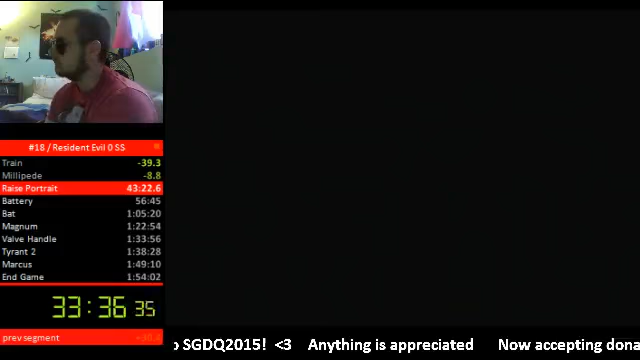 #18 / Resident Evil 0 SS
Train -39.3
Millipede -8.8
Raise Portrait 43:22.6
Battery 56:45
Bat 1:05:20
Magnum 1:22:54
Valve Handle 1:33:56
Tyrant 2 1:38:28
Marcus 1:49:10
End Game 1:54:02
33:36 35
prev segment +30.4
o SGDQ2015! <3 Anything is appreciated Now accepting dona